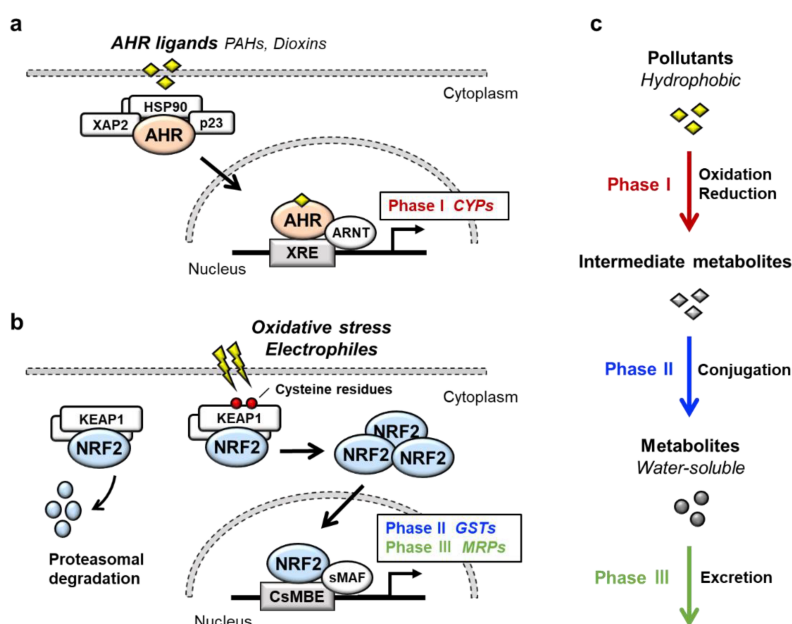 a
AHR ligands PAHs, Dioxins
Cytoplasm
HSP90
XAP2
p23
AHR
Phase I CYPs
AHR
ARNT
XRE
Nucleus
b
Oxidative stress
Electrophiles
Cysteine residues
Cytoplasm
KEAP1
NRF2
KEAP1
NRF2
NRF2
NRF2
NRF2
Proteasomal
degradation
Phase II GSTs
Phase III MRPs
NRF2
sMAF
CsMBE
Nucleus
c
Pollutants
Hydrophobic
Phase I
Oxidation
Reduction
Intermediate metabolites
Phase II
Conjugation
Metabolites
Water-soluble
Phase III
Excretion